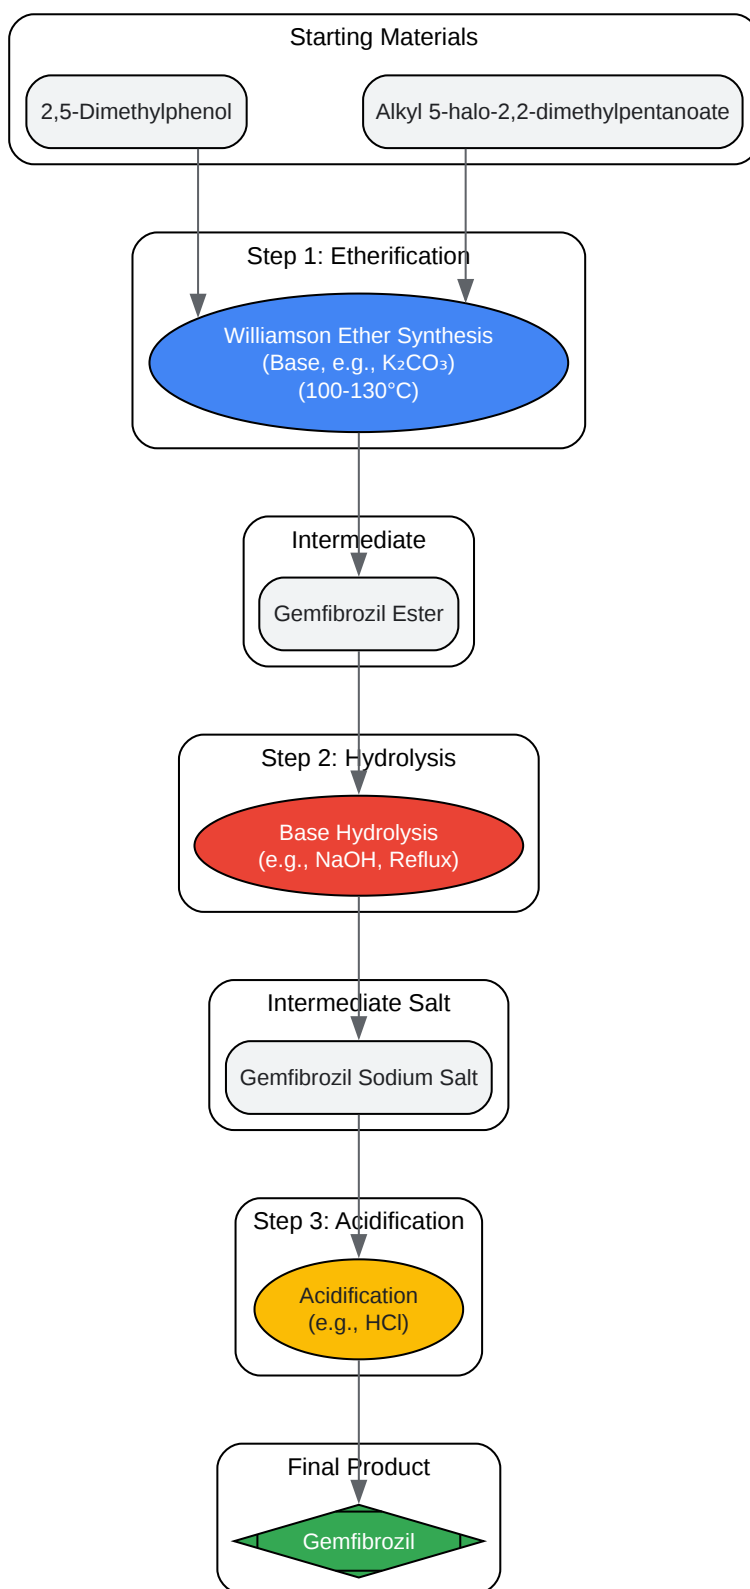 Starting Materials
2,5-Dimethylphenol
Alkyl 5-halo-2,2-dimethylpentanoate
Step 1: Etherification
Williamson Ether Synthesis
(Base, e.g., K₂CO₃)
(100-130°C)
Intermediate
Gemfibrozil Ester
Step 2: Hydrolysis
Base Hydrolysis
(e.g., NaOH, Reflux)
Intermediate Salt
Gemfibrozil Sodium Salt
Step 3: Acidification
Acidification
(e.g., HCl)
Final Product
Gemfibrozil